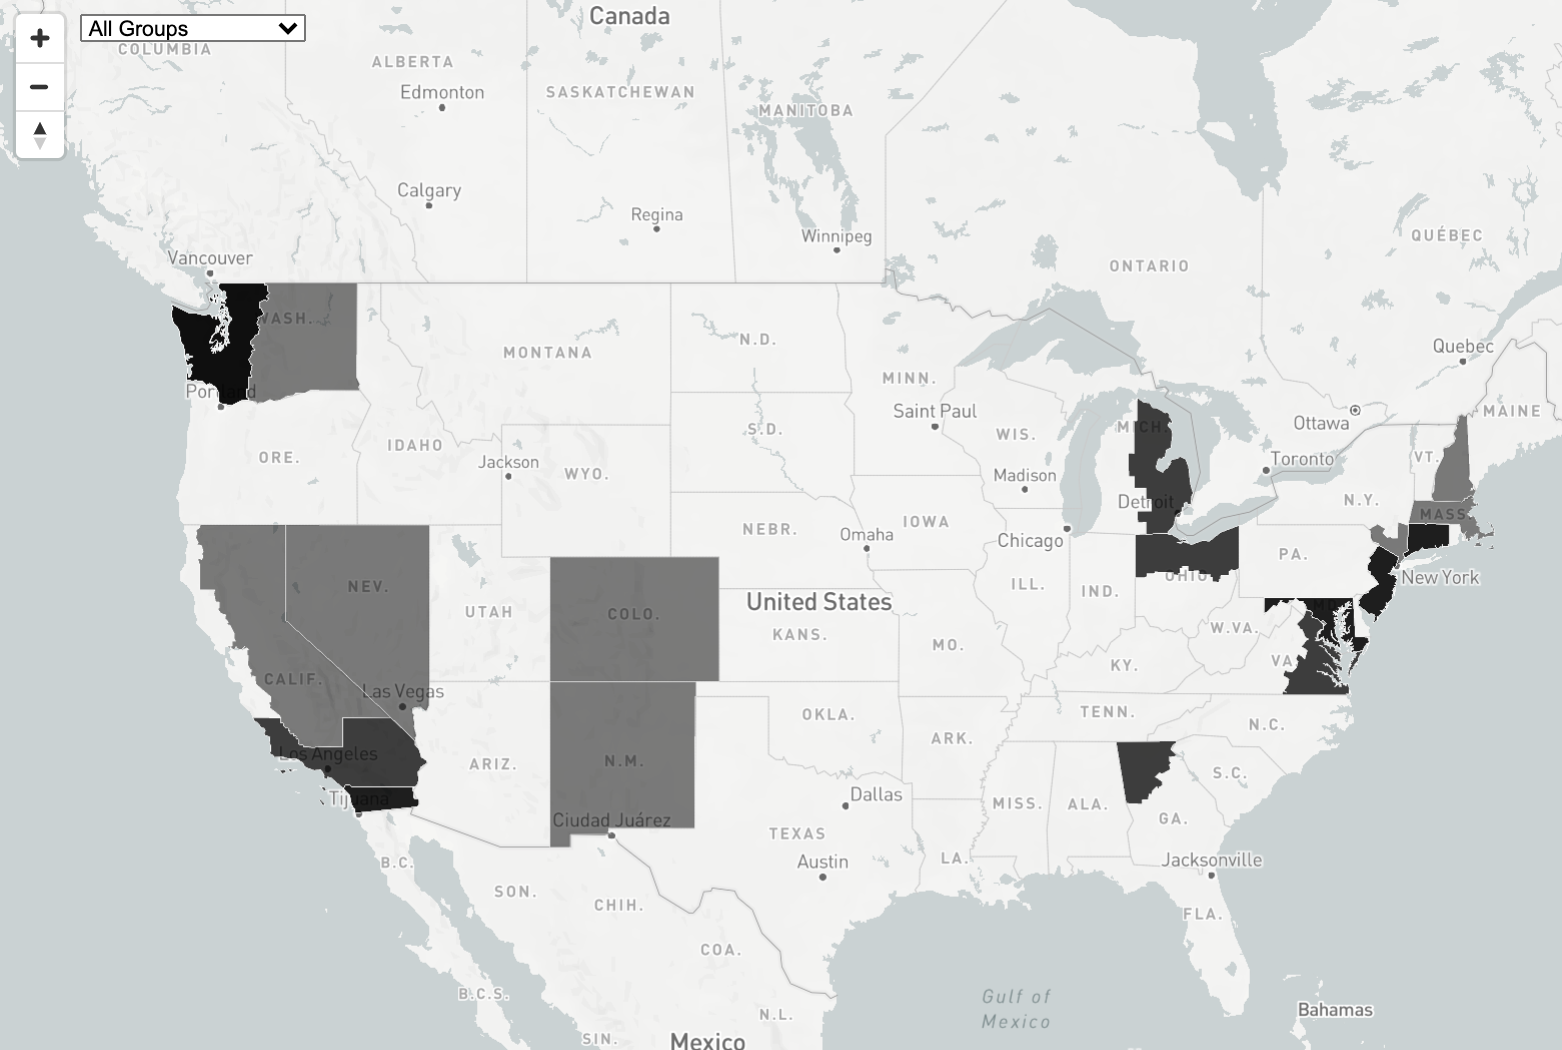 Canada
+
All Groups
COLUMBIA
ALBERTA
Edmonton
SASKATCHEWAN
MANITOBA
−
Calgary
Regina
Winnipeg
QUÉBEC
Vancouver
ONTARIO
WASH.
MONTANA
N.D.
Quebec
MINN.
Portland
Saint Paul
MAINE
Ottawa
MICH.
S.D.
WIS.
IDAHO
ORE.
Jackson
WYO.
Toronto
VT.
Madison
Detroit
N.Y.
MASS.
NEBR.
IOWA
Omaha
Chicago
PA.
OHIO
New York
NEV.
ILL.
IND.
United States
UTAH
COLO.
KANS.
W.VA.
MO.
KY.
VA.
CALIF.
Las Vegas
OKLA.
TENN.
N.C.
ARK.
Los Angeles
ARIZ.
N.M.
S.C.
Tijuana
Dallas
MISS.
ALA.
GA.
Ciudad Juárez
TEXAS
B.C.
Austin
LA.
Jacksonville
SON.
CHIH.
FLA.
COA.
B.C.S.
Gulf of
Mexico
Bahamas
N.L.
SIN.
Mexico